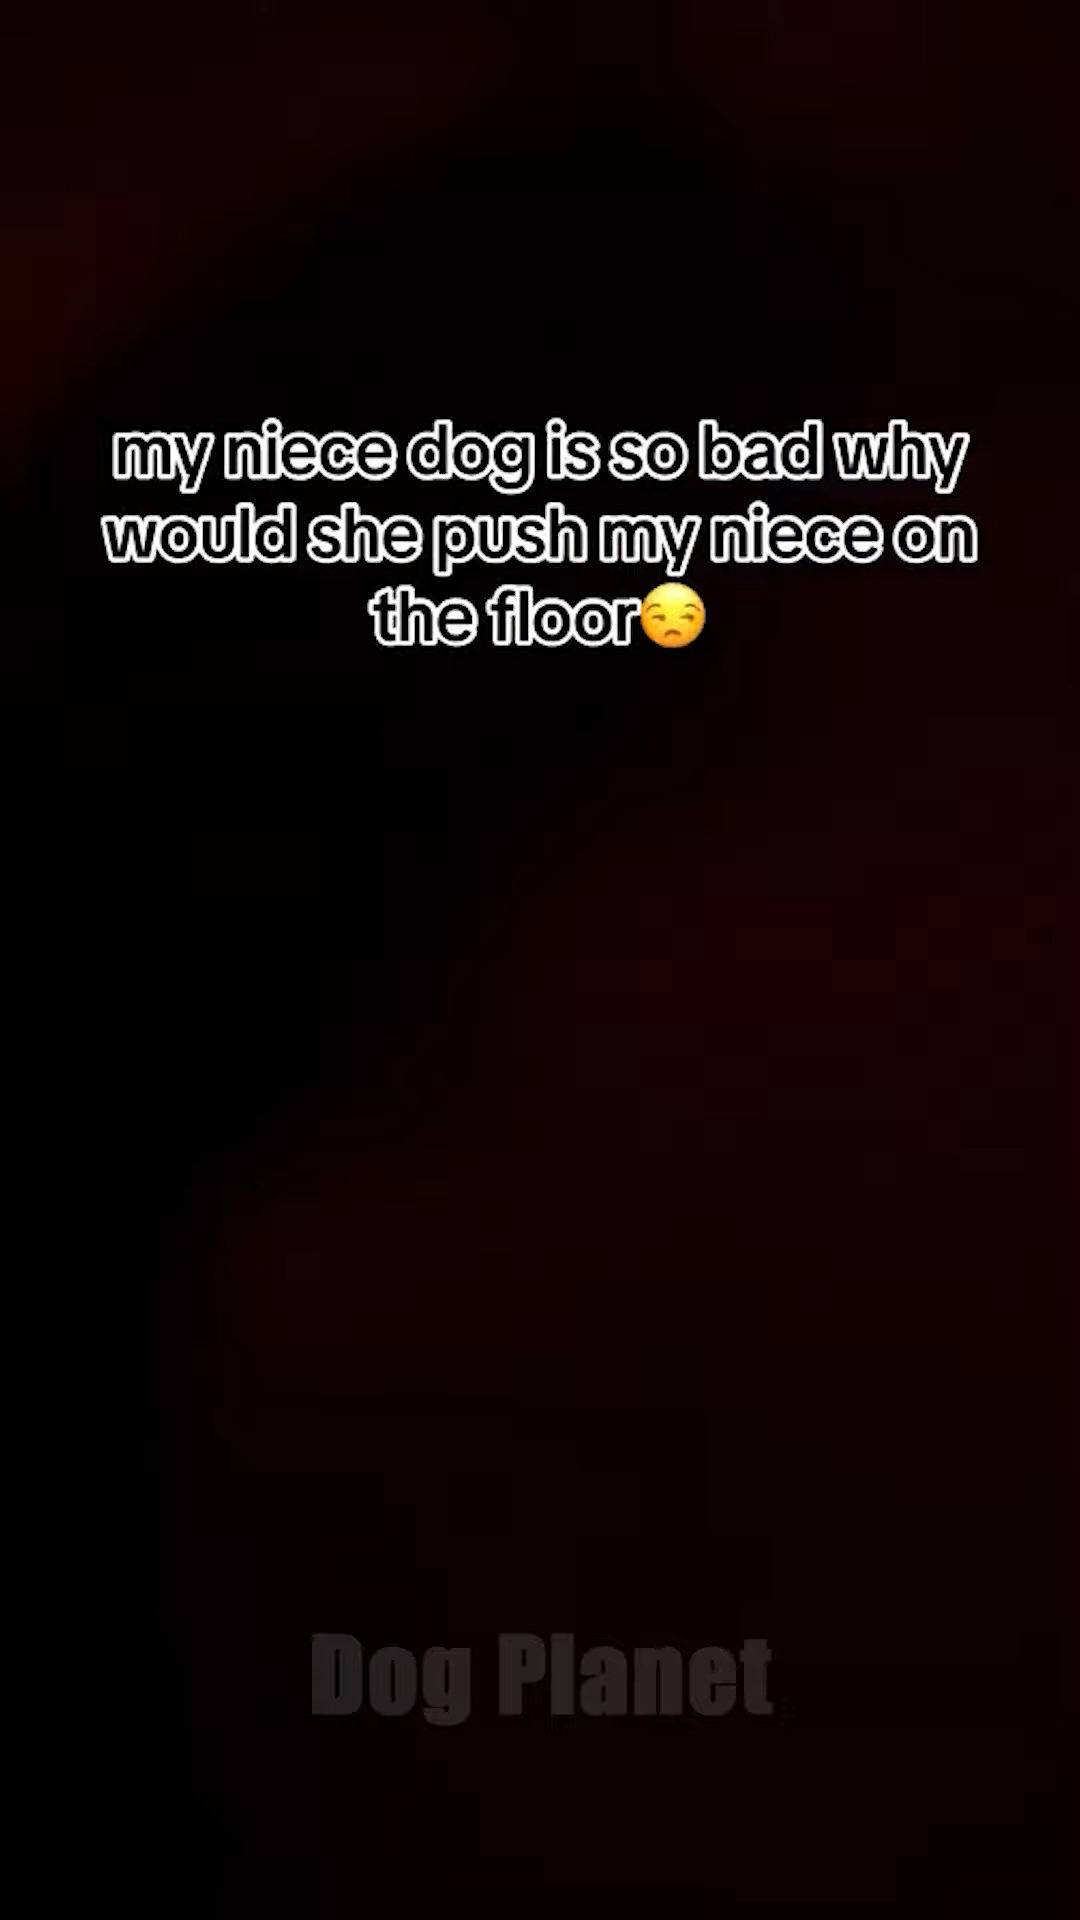 my niece dog is so bad why
would she push my niece on
the floor😒
Dog Planet